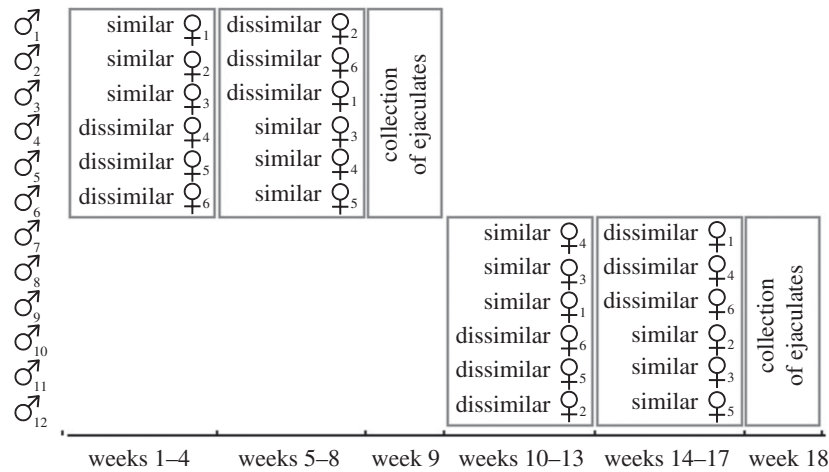 ♂1 similar ♀1 dissimilar ♀2
♂2 similar ♀2 dissimilar ♀6
♂3 similar ♀3 dissimilar ♀1
♂4 dissimilar ♀4 similar ♀3
♂5 dissimilar ♀5 similar ♀4
♂6 dissimilar ♀6 similar ♀5
collection
of ejaculates
♂7 similar ♀4 dissimilar ♀1
♂8 similar ♀3 dissimilar ♀4
♂9 similar ♀1 dissimilar ♀6
♂10 dissimilar ♀6 similar ♀2
♂11 dissimilar ♀5 similar ♀3
♂12 dissimilar ♀2 similar ♀5
collection
of ejaculates
weeks 1–4 weeks 5–8 week 9 weeks 10–13 weeks 14–17 week 18